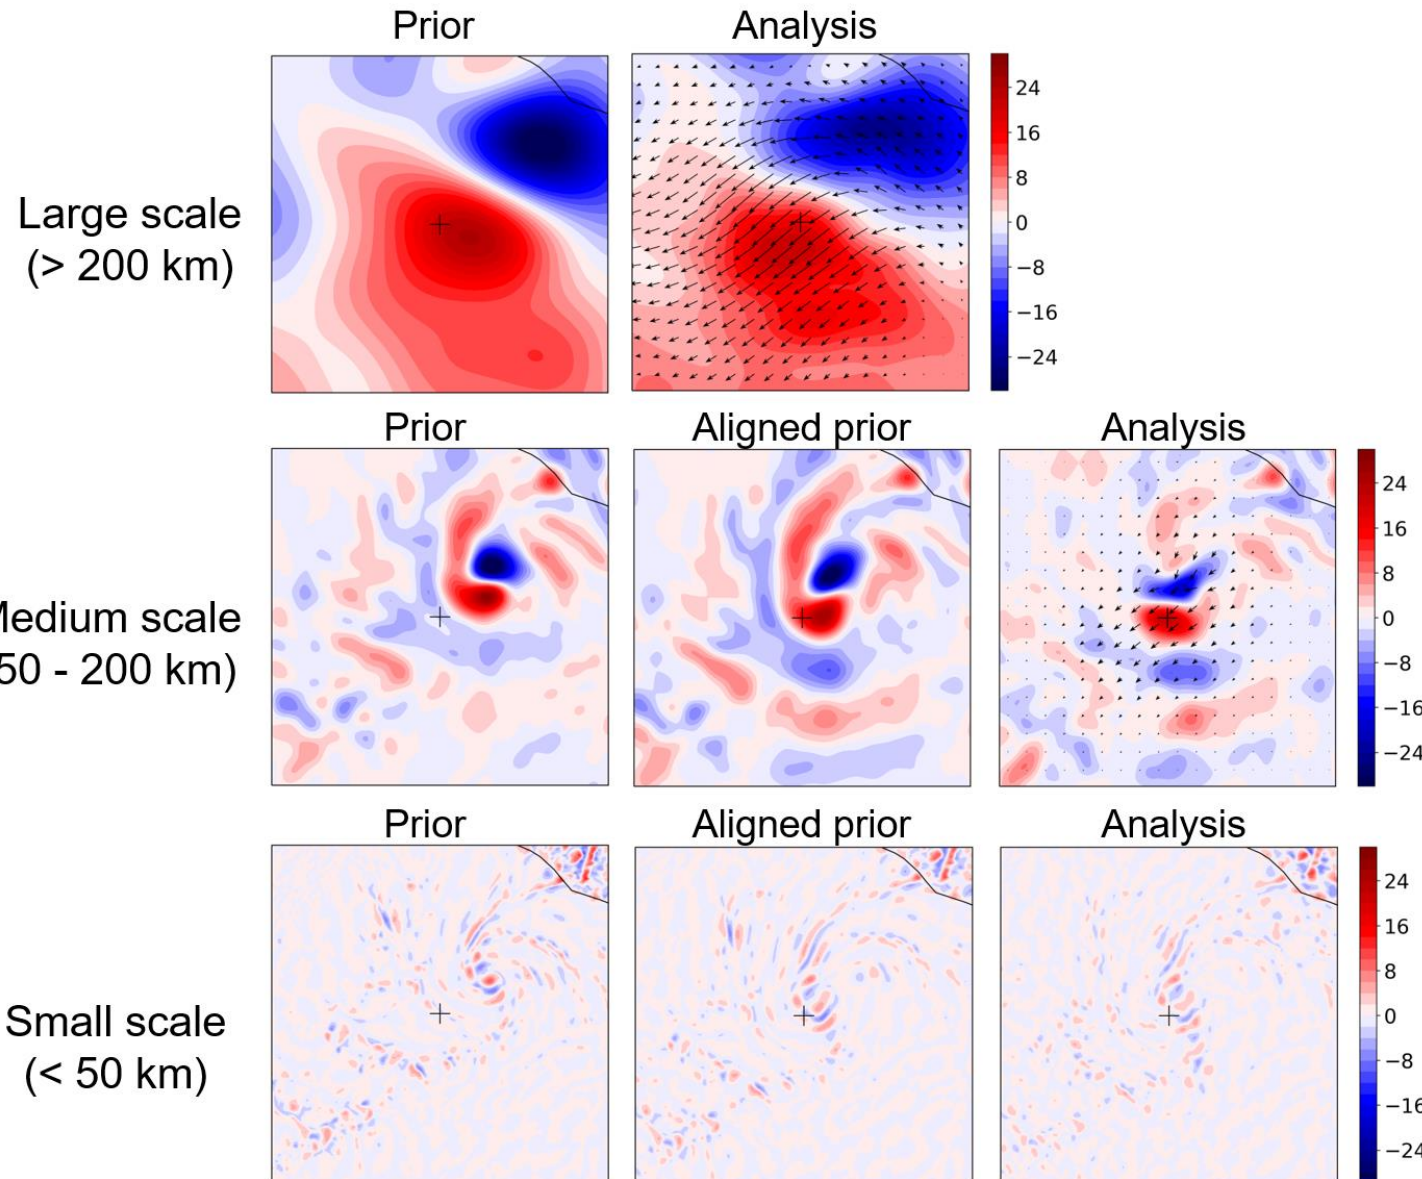 Prior Analysis
Large scale
(> 200 km)
24
16
8
0
−8
−16
−24
Prior Aligned prior Analysis
Medium scale
50 - 200 km)
24
16
8
0
−8
−16
−24
Prior Aligned prior Analysis
Small scale
(< 50 km)
24
16
8
0
−8
−16
−24